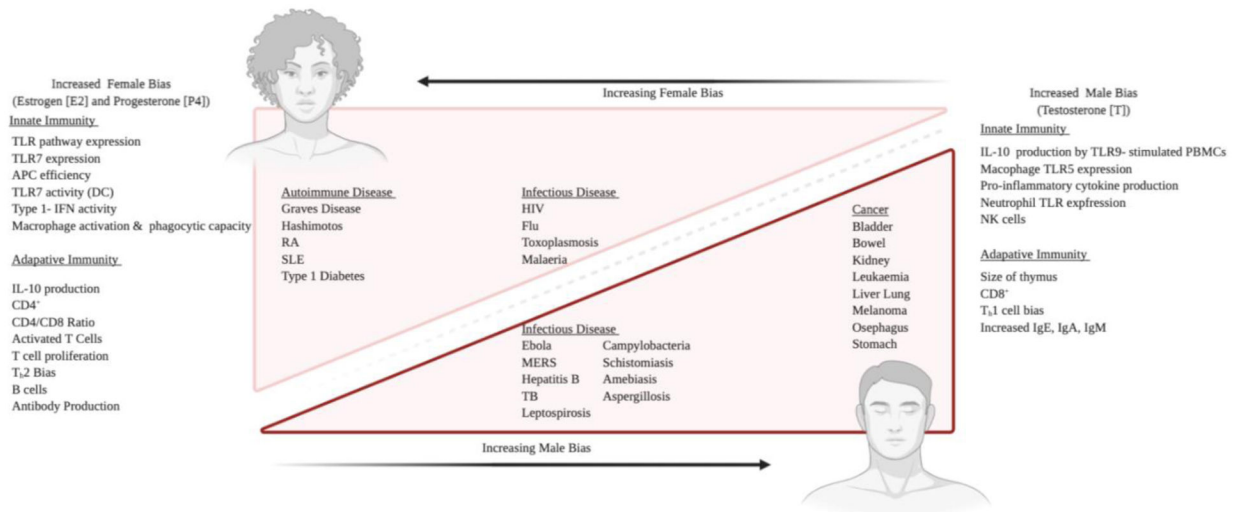 Increasing Female Bias
Increased Female Bias
(Estrogen [E2] and Progesterone [P4])
Innate Immunity
TLR pathway expression
TLR7 expression
APC efficiency
TLR7 activity (DC)
Type 1- IFN activity
Macrophage activation & phagocytic capacity
Adapative Immunity
IL-10 production
CD4⁺
CD4/CD8 Ratio
Activated T Cells
T cell proliferation
Tₕ2 Bias
B cells
Antibody Production
Autoimmune Disease
Graves Disease
Hashimotos
RA
SLE
Type 1 Diabetes
Infectious Disease
HIV
Flu
Toxoplasmosis
Malaeria
Infectious Disease
Ebola Campylobacteria
MERS Schistomiasis
Hepatitis B Amebiasis
TB Aspergillosis
Leptospirosis
Cancer
Bladder
Bowel
Kidney
Leukaemia
Liver Lung
Melanoma
Osephagus
Stomach
Increased Male Bias
(Testosterone [T])
Innate Immunity
IL-10 production by TLR9- stimulated PBMCs
Macophage TLR5 expression
Pro-inflammatory cytokine production
Neutrophil TLR expfression
NK cells
Adapative Immunity
Size of thymus
CD8⁺
Tₕ1 cell bias
Increased IgE, IgA, IgM
Increasing Male Bias